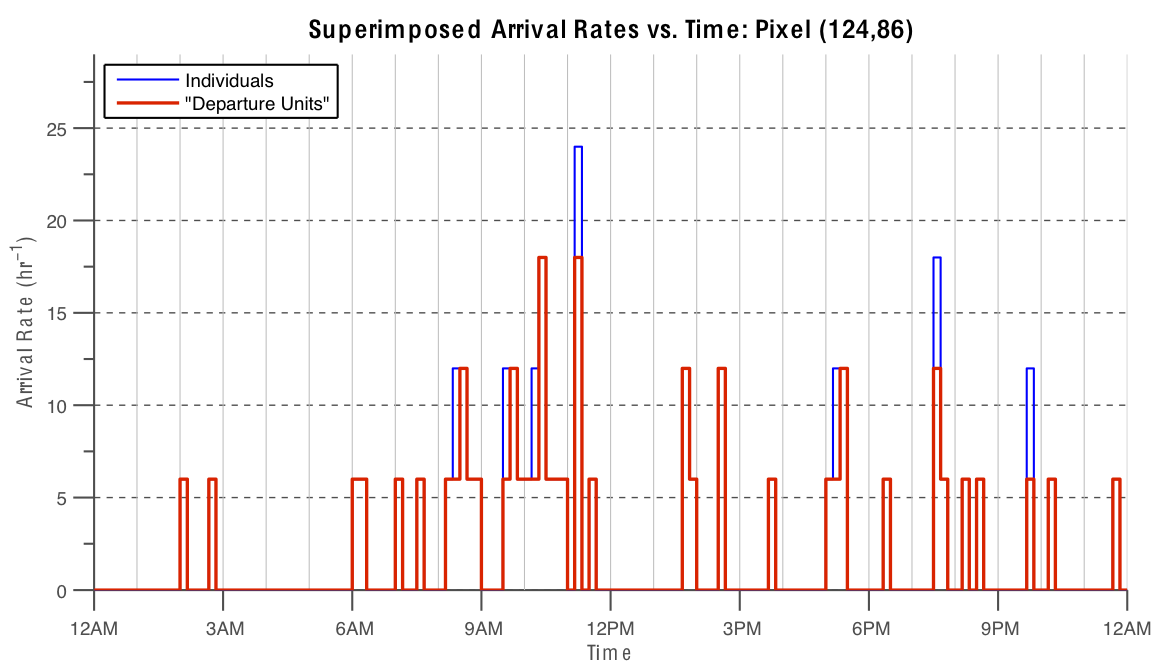 Superimposed Arrival Rates vs. Time: Pixel (124,86)
Individuals
"Departure Units"
25
20
15
10
5
0
Arrival Rate (hr⁻¹)
12AM 3AM 6AM 9AM 12PM 3PM 6PM 9PM 12AM
Time